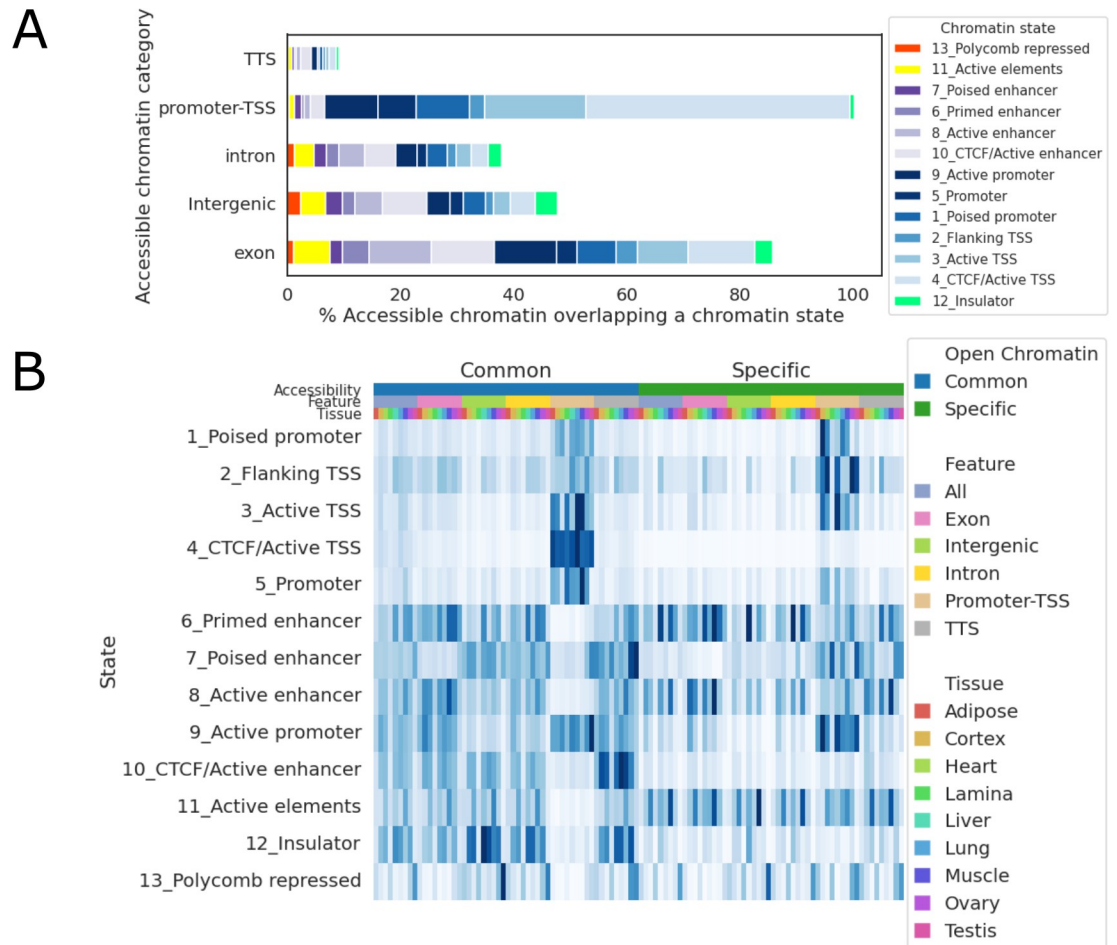 A
Accessible chromatin category
TTS
promoter-TSS
intron
Intergenic
exon
0 20 40 60 80 100
% Accessible chromatin overlapping a chromatin state
Chromatin state
13_Polycomb repressed
11_Active elements
7_Poised enhancer
6_Primed enhancer
8_Active enhancer
10_CTCF/Active enhancer
9_Active promoter
5_Promoter
1_Poised promoter
2_Flanking TSS
3_Active TSS
4_CTCF/Active TSS
12_Insulator
B
Common Specific
Accessibility
Feature
Tissue
State
1_Poised promoter
2_Flanking TSS
3_Active TSS
4_CTCF/Active TSS
5_Promoter
6_Primed enhancer
7_Poised enhancer
8_Active enhancer
9_Active promoter
10_CTCF/Active enhancer
11_Active elements
12_Insulator
13_Polycomb repressed
Open Chromatin
Common
Specific
Feature
All
Exon
Intergenic
Intron
Promoter-TSS
TTS
Tissue
Adipose
Cortex
Heart
Lamina
Liver
Lung
Muscle
Ovary
Testis